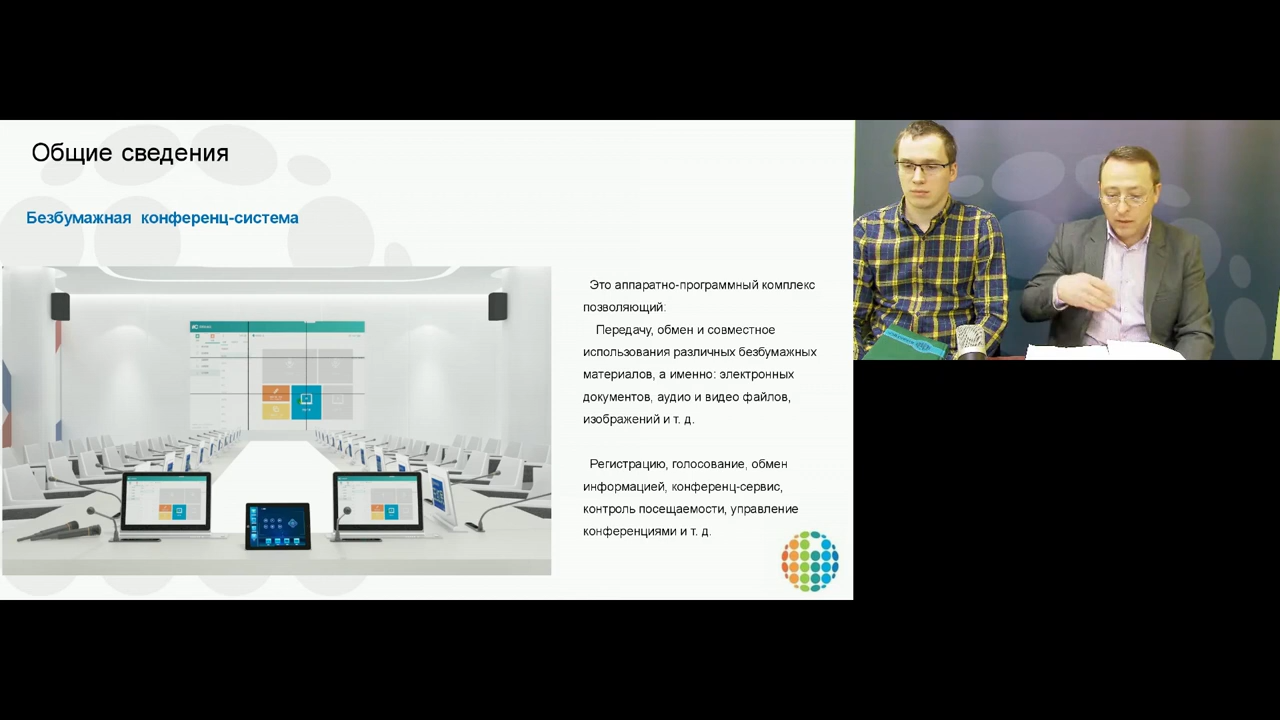 Общие сведения
Безбумажная конференц-система
Это аппаратно-программный комплекс
позволяющий:
Передачу, обмен и совместное
использования различных безбумажных
материалов, а именно: электронных
документов, аудио и видео файлов,
изображений и т. д.
Регистрацию, голосование, обмен
информацией, конференц-сервис,
контроль посещаемости, управление
конференциями и т. д.